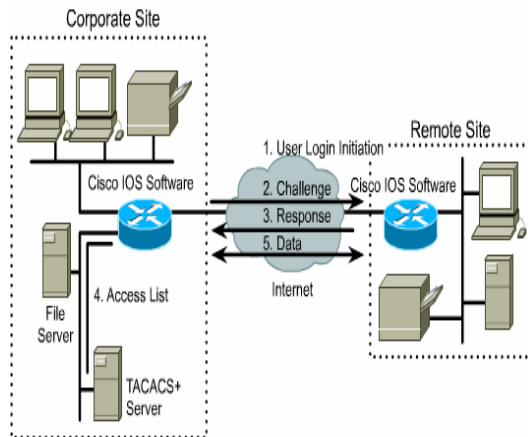 Corporate Site
Remote Site
1. User Login Initiation
Cisco IOS Software
2. Challenge
Cisco IOS Software
3. Response
5. Data
4. Access List
Internet
File
Server
TACACS+
Server